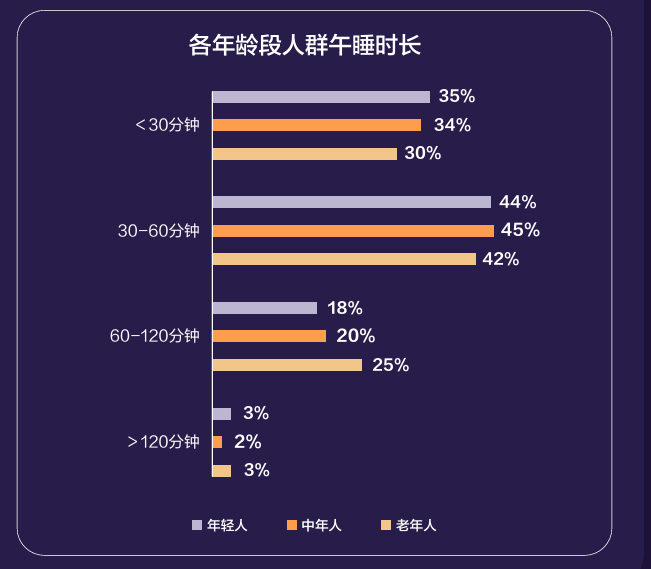 各年龄段人群午睡时长
35%
<30分钟 34%
30%
44%
30-60分钟 45%
42%
18%
60-120分钟 20%
25%
3%
>120分钟 2%
3%
年轻人 中年人 老年人